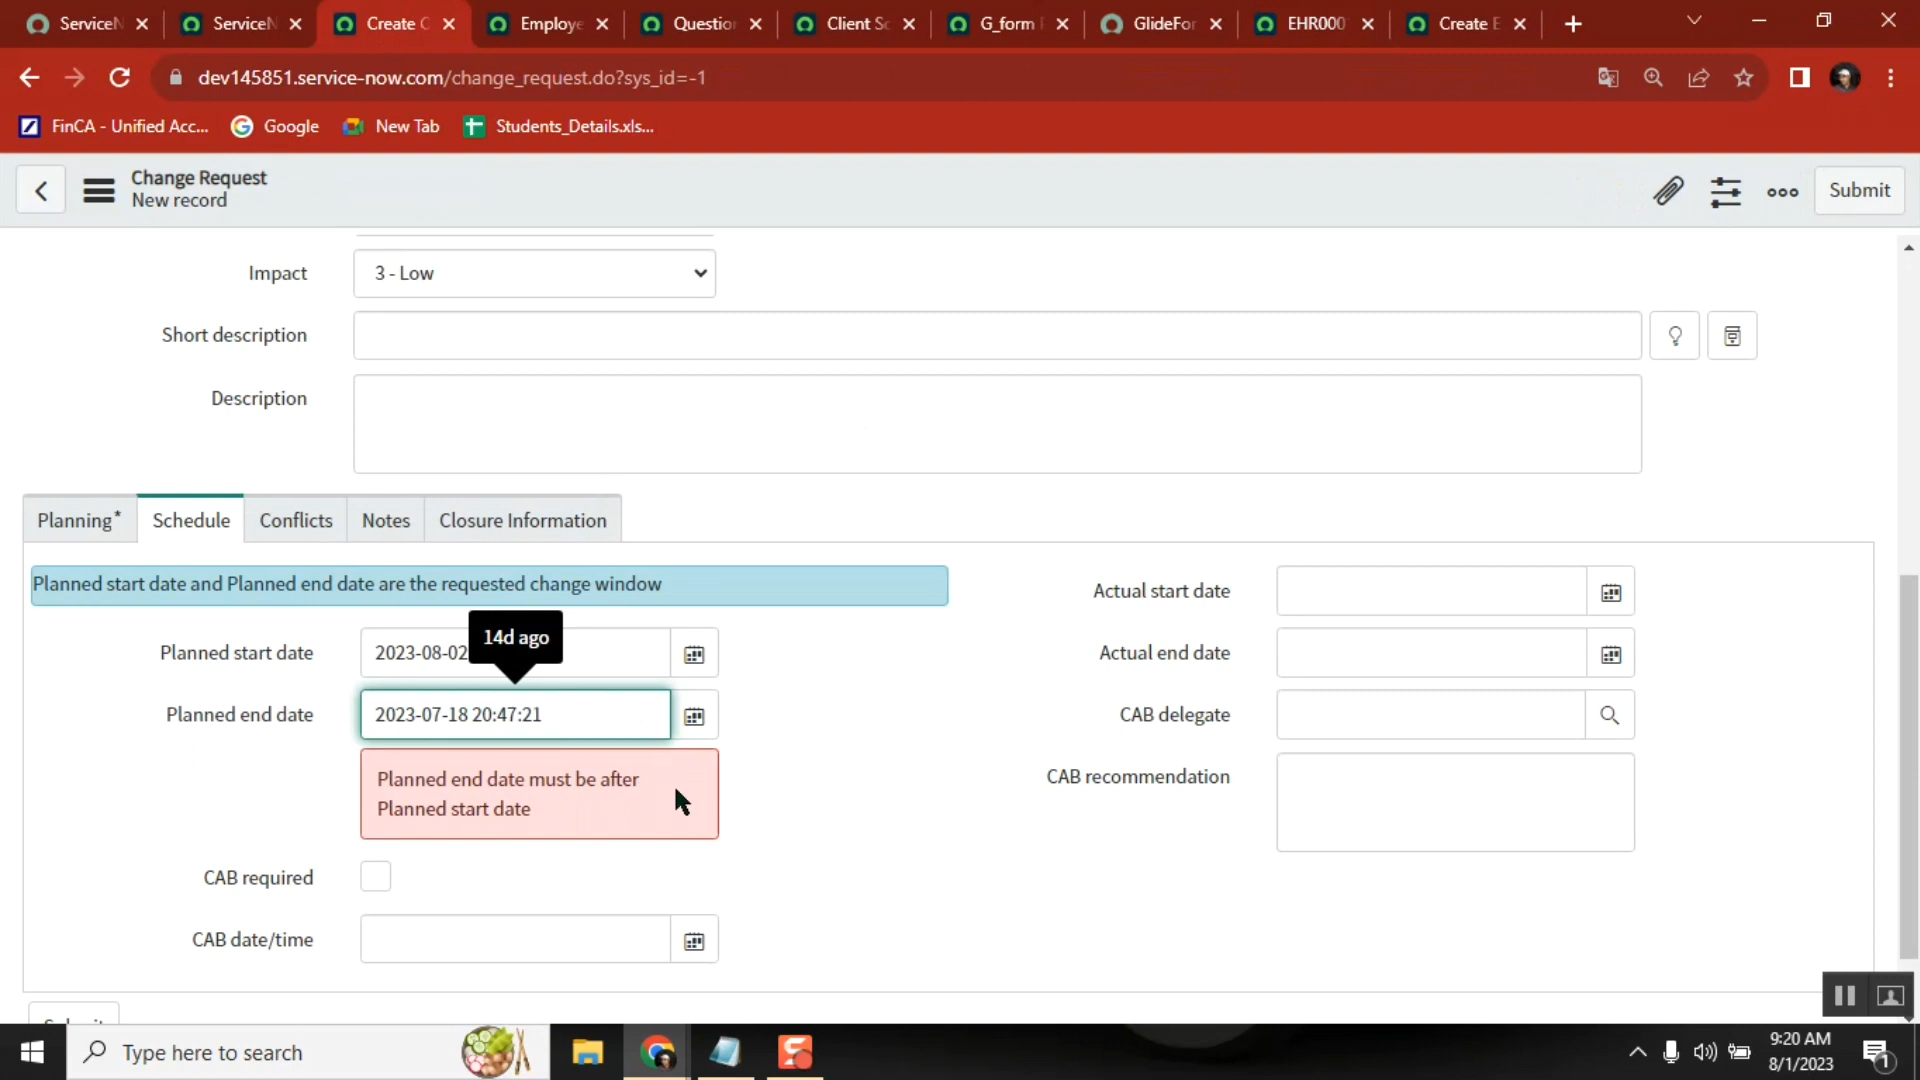 ServiceN
ServiceN
Create C
Employe
Question
Client Sc
G_form
GlideFor
EHR000
Create E
dev145851.service-now.com/change_request.do?sys_id=-1
FinCA - Unified Acc...
Google
New Tab
Students_Details.xls...
Change Request
New record
Submit
Impact
3 - Low
Short description
Description
Planning*
Schedule
Conflicts
Notes
Closure Information
Planned start date and Planned end date are the requested change window
14d ago
Planned start date
2023-08-02
Planned end date
2023-07-18 20:47:21
Planned end date must be after
Planned start date
CAB required
CAB date/time
Actual start date
Actual end date
CAB delegate
CAB recommendation
Type here to search
9:20 AM
8/1/2023
1